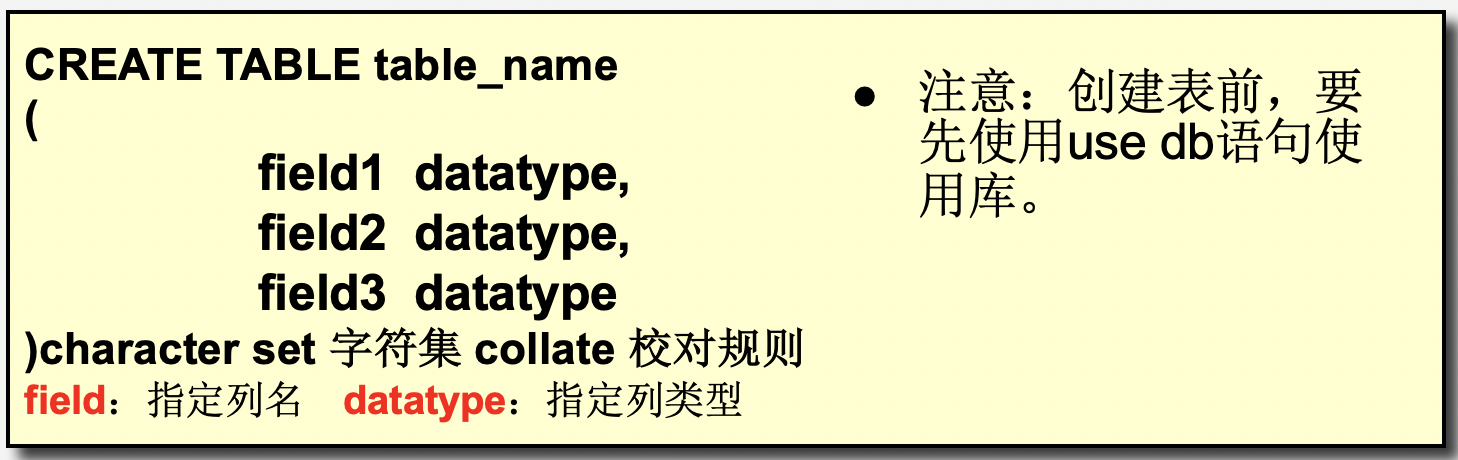 CREATE TABLE table_name
(
field1 datatype,
field2 datatype,
field3 datatype
)character set 字符集 collate 校对规则
field：指定列名 datatype：指定列类型
● 注意：创建表前，要
先使用use db语句使
用库。